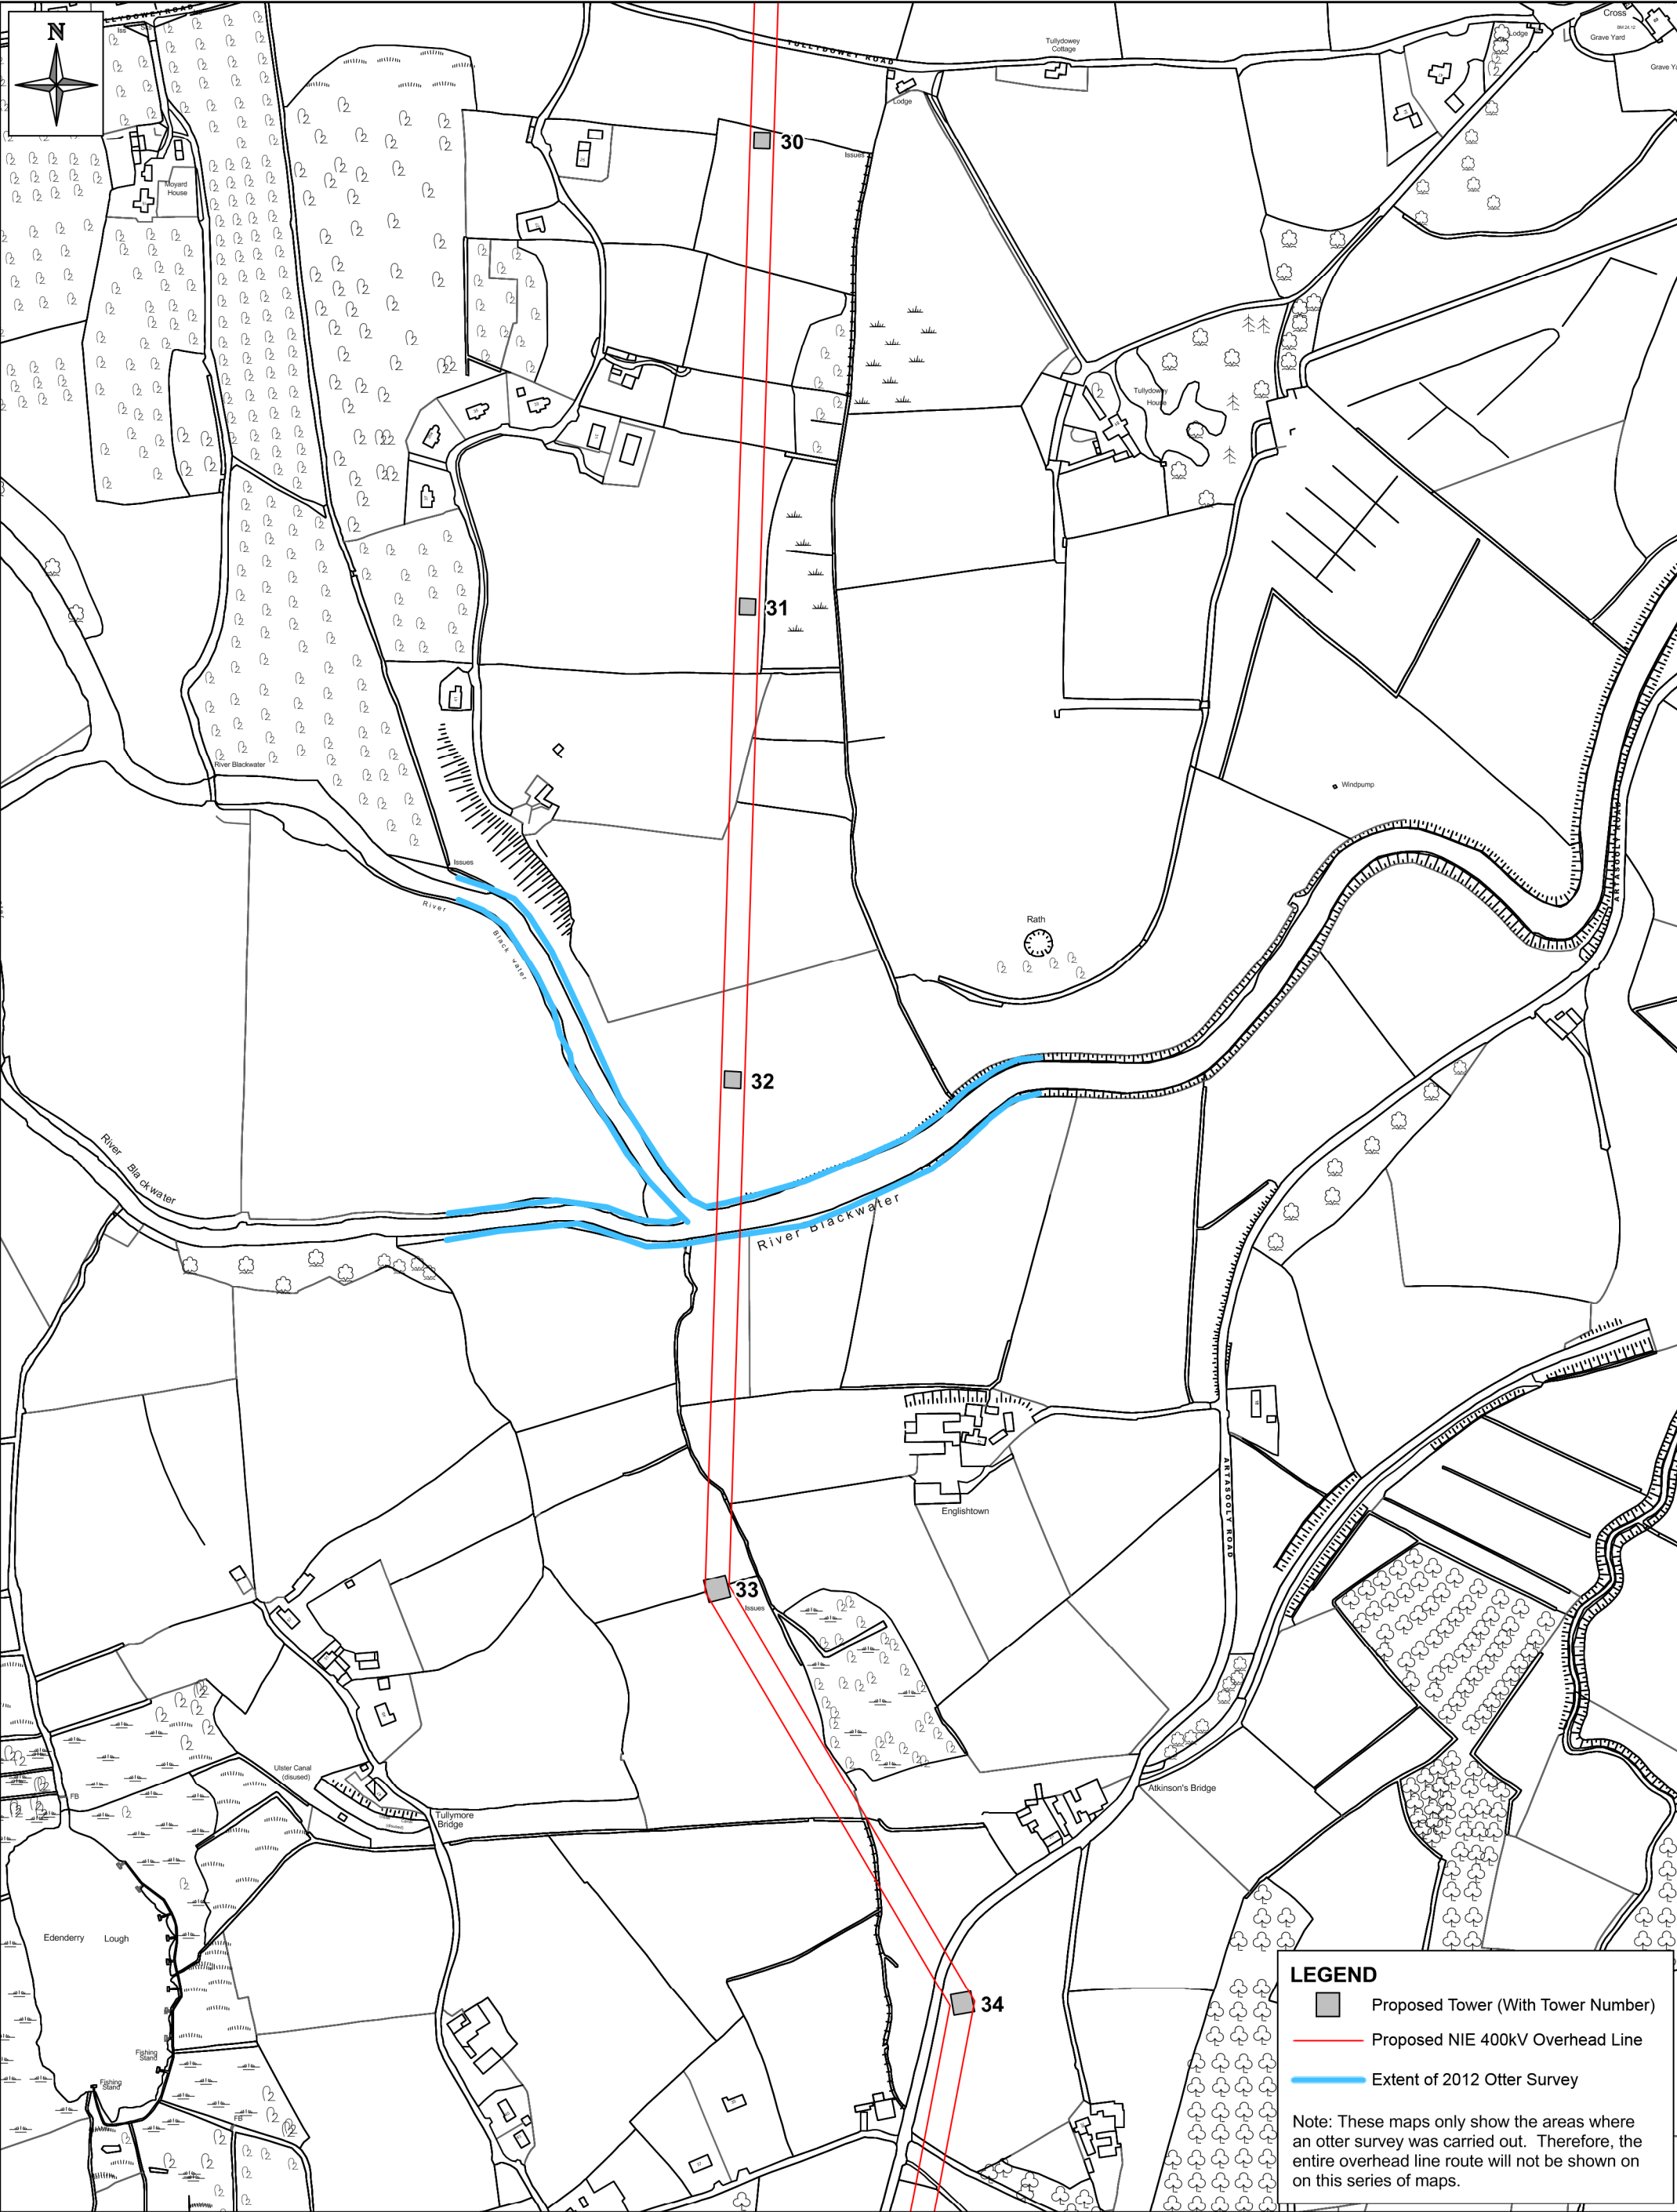 N
TULLYDOWEY ROAD
Tullydowey
Cottage
Lodge
Cross
Grave Yard
Lodge
30
Issues
Moyard
House
Tullydowey
House
31
River Blackwater
Windpump
ARTASOOLY ROAD
Issues
River
Rath
32
River Blackwater
River Blackwater
Englishtown
ARTASOOLY ROAD
33
Issues
Ulster Canal
(disused)
Tullymore
Bridge
FB
Atkinson's Bridge
Edenderry Lough
34
Fishing
Stand
Fishing
Stand
FB
LEGEND
Proposed Tower (With Tower Number)
Proposed NIE 400kV Overhead Line
Extent of 2012 Otter Survey
Note: These maps only show the areas where
an otter survey was carried out. Therefore, the
entire overhead line route will not be shown on
on this series of maps.